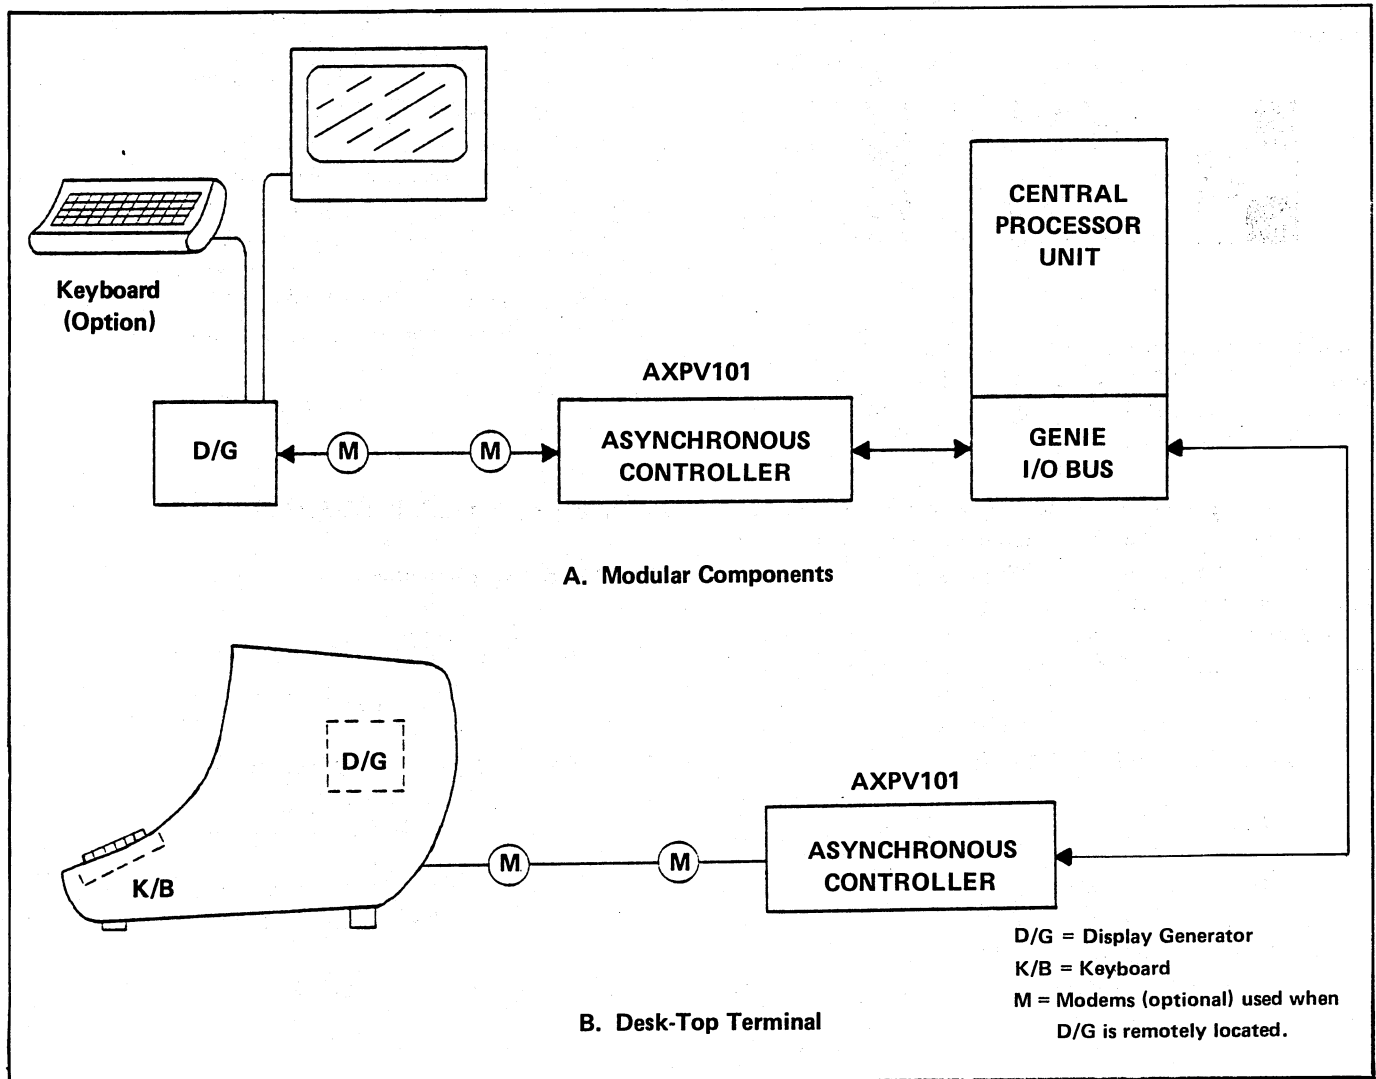 CENTRAL
PROCESSOR
UNIT
Keyboard
(Option)
AXPV101
D/G
M
M
ASYNCHRONOUS
CONTROLLER
GENIE
I/O BUS
A. Modular Components
D/G
AXPV101
K/B
M
M
ASYNCHRONOUS
CONTROLLER
D/G = Display Generator
K/B = Keyboard
M = Modems (optional) used when
D/G is remotely located.
B. Desk-Top Terminal